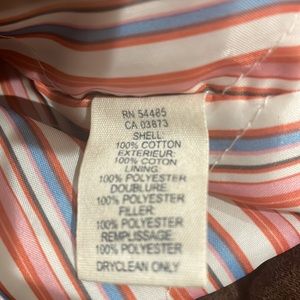 RN 54485
CA 03873
SHELL:
100% COTTON
EXTERIEUR:
100% COTON
LINING:
100% POLYESTER
DOUBLURE:
100% POLYESTER
FILLER:
100% POLYESTER
REMPLISSAGE
100% POLYESTER
DRYCLEAN ONLY